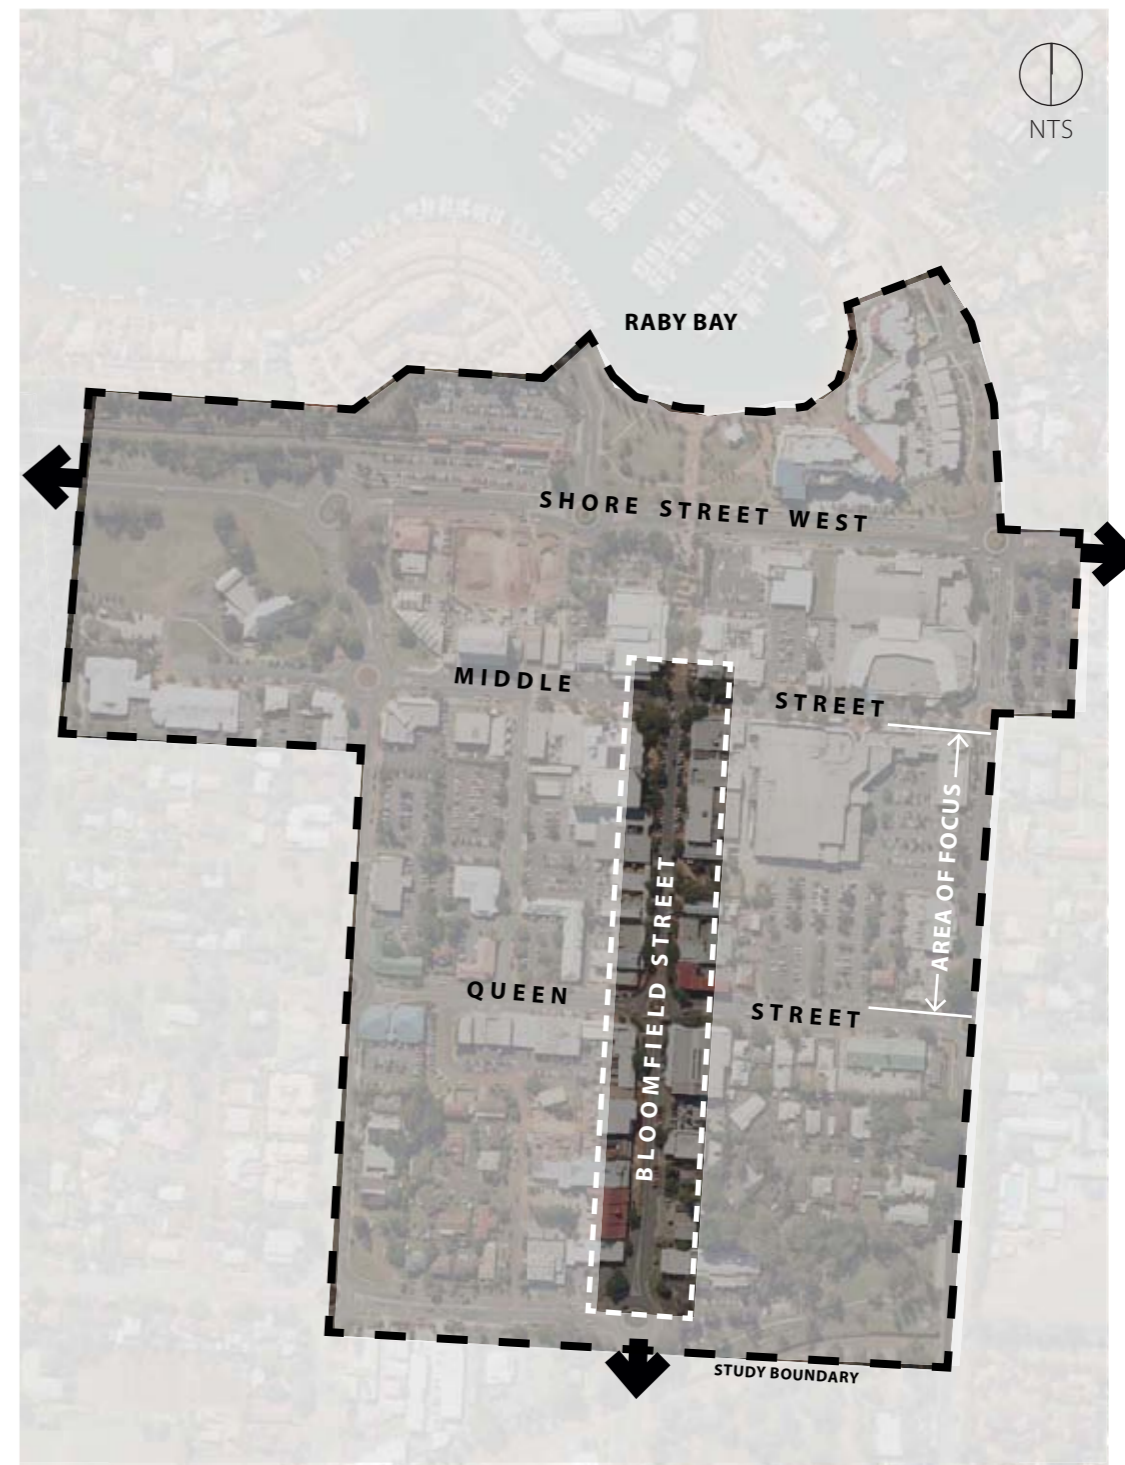 NTS
RABY BAY
SHORE STREET WEST
MIDDLE STREET
AREA OF FOCUS
BLOOMFIELD STREET
QUEEN STREET
STUDY BOUNDARY